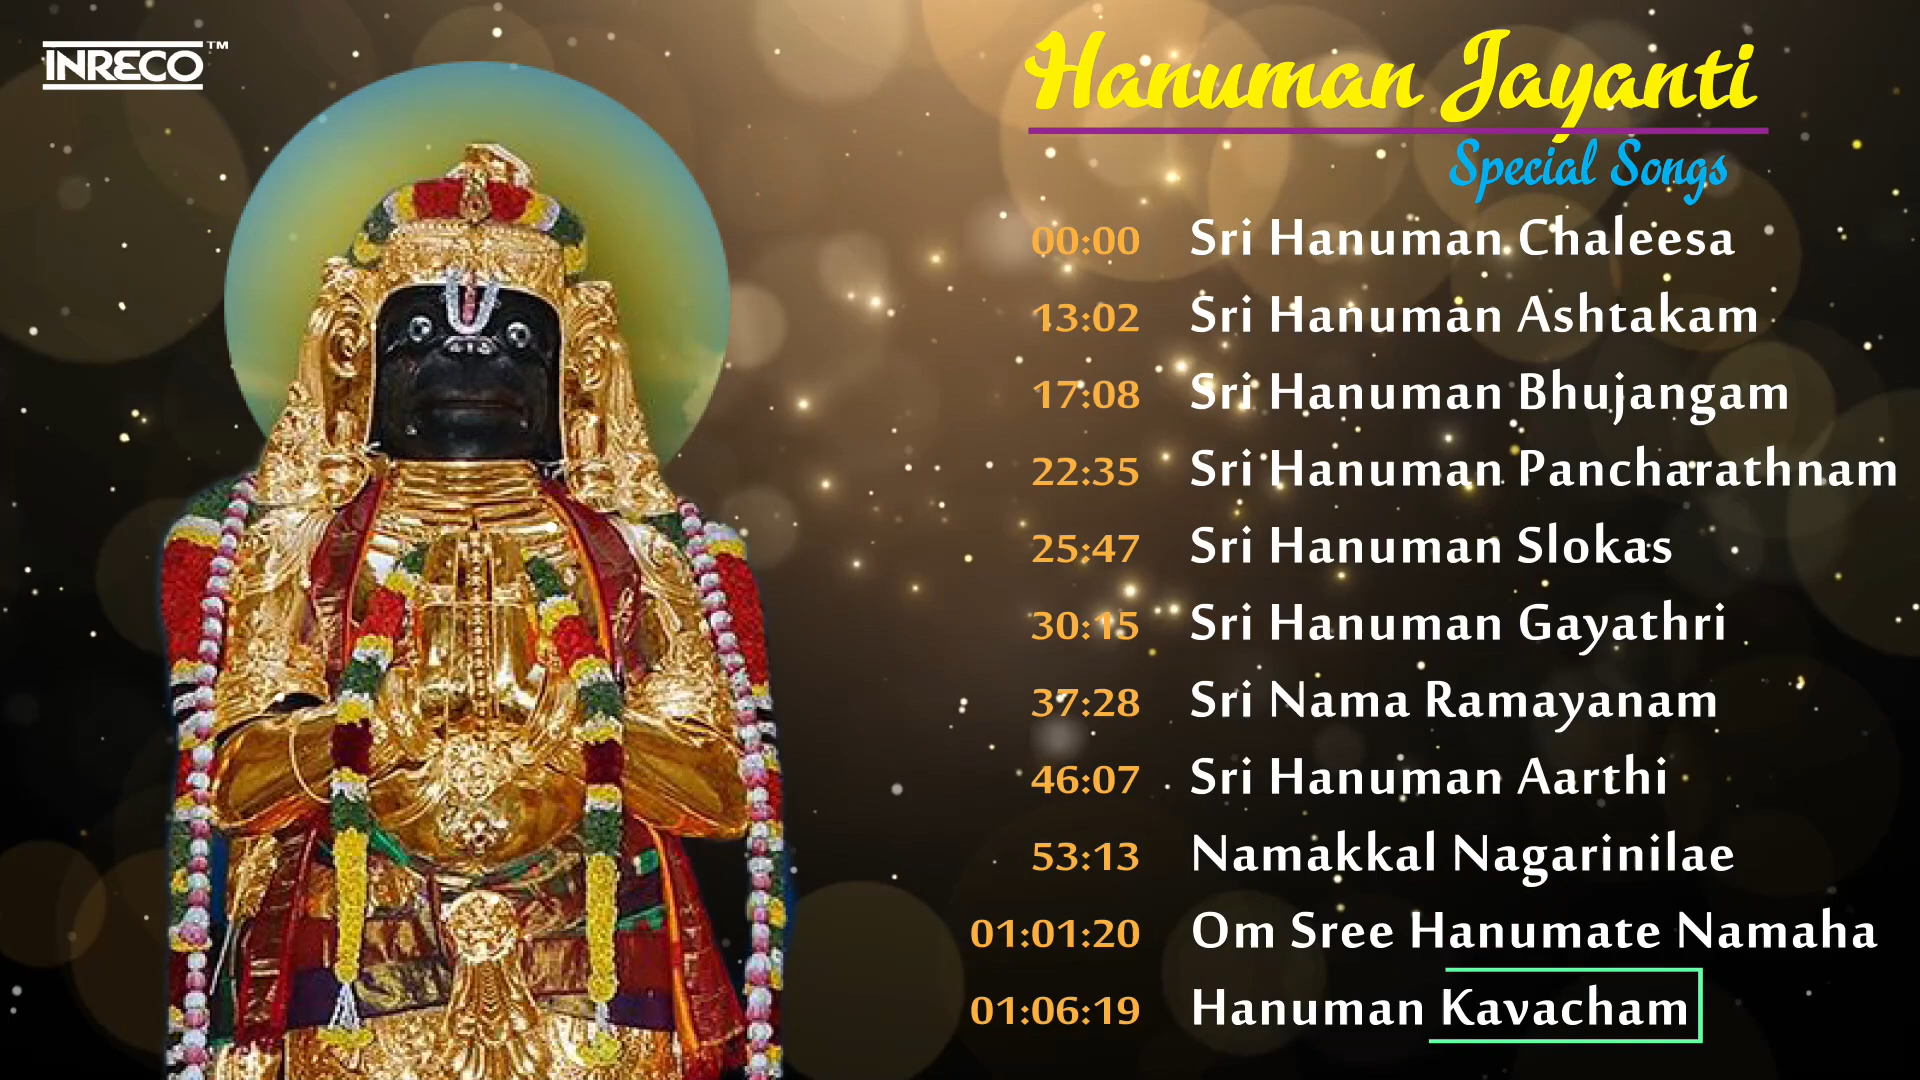 INRECO™
Hanuman Jayanti
Special Songs
00:00 Sri Hanuman Chaleesa
13:02 Sri Hanuman Ashtakam
17:08 Sri Hanuman Bhujangam
22:35 Sri Hanuman Pancharathnam
25:47 Sri Hanuman Slokas
30:15 Sri Hanuman Gayathri
37:28 Sri Nama Ramayanam
46:07 Sri Hanuman Aarthi
53:13 Namakkal Nagarinilae
01:01:20 Om Sree Hanumate Namaha
01:06:19 Hanuman Kavacham